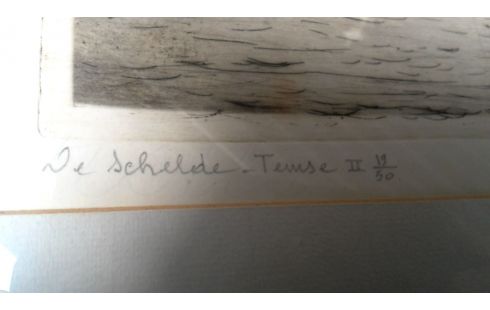 De Schelde - Temse II 19/50